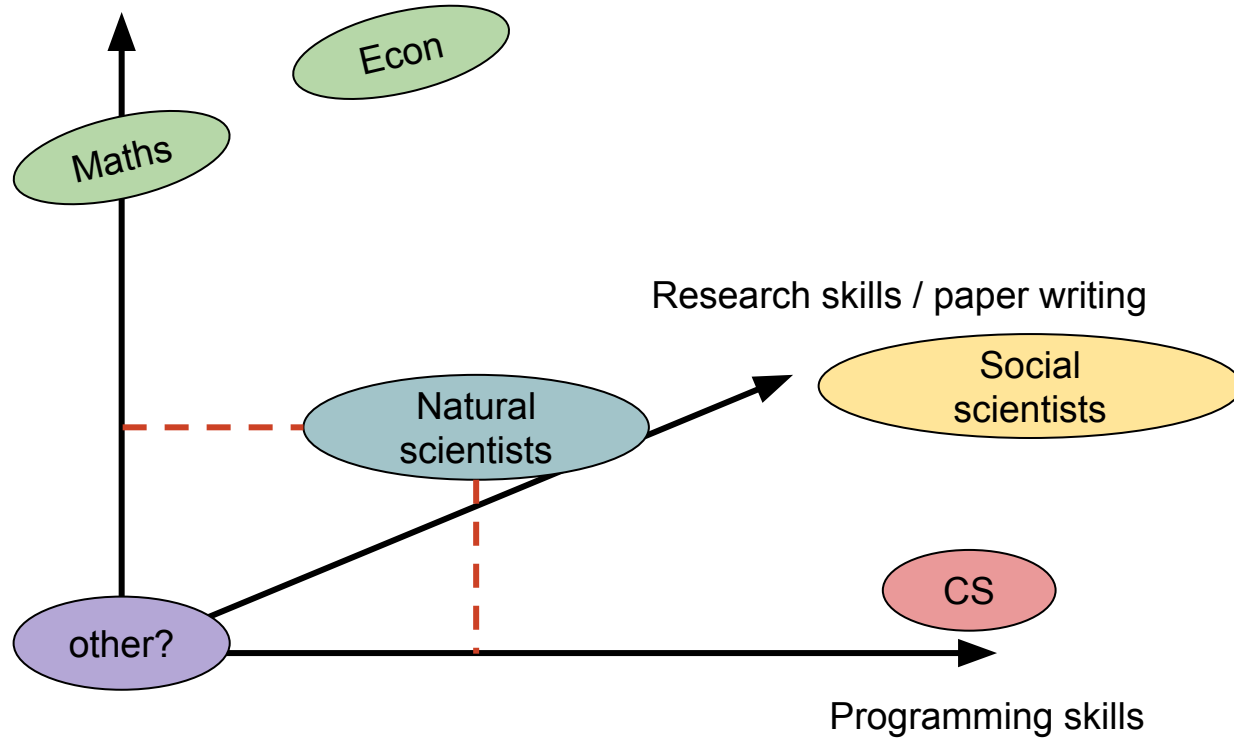 Econ
Maths
Research skills / paper writing
Social
scientists
Natural
scientists
CS
other?
Programming skills